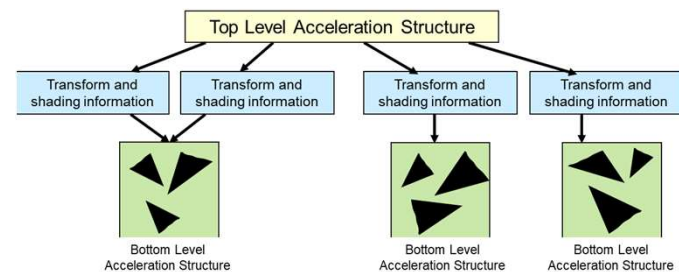 Top Level Acceleration Structure
Transform and
shading information
Transform and
shading information
Transform and
shading information
Transform and
shading information
Bottom Level
Acceleration Structure
Bottom Level
Acceleration Structure
Bottom Level
Acceleration Structure